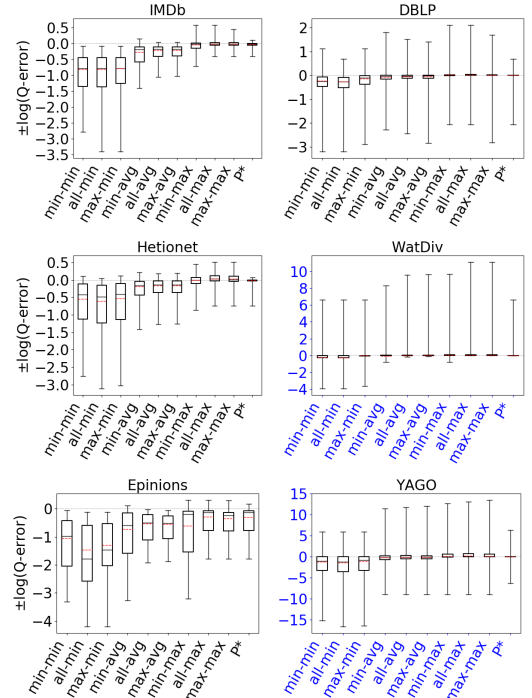 IMDb
±log(Q-error)
0.5
0.0
−0.5
−1.0
−1.5
−2.0
−2.5
−3.0
−3.5
min-min
all-min
max-min
min-avg
all-avg
max-avg
min-max
all-max
max-max
P*
DBLP
2
1
0
−1
−2
−3
min-min
all-min
max-min
min-avg
all-avg
max-avg
min-max
all-max
max-max
P*
Hetionet
±log(Q-error)
0.5
0.0
−0.5
−1.0
−1.5
−2.0
−2.5
−3.0
min-min
all-min
max-min
min-avg
all-avg
max-avg
min-max
all-max
max-max
P*
WatDiv
10
8
6
4
2
0
−2
−4
min-min
all-min
max-min
min-avg
all-avg
max-avg
min-max
all-max
max-max
P*
Epinions
±log(Q-error)
0
−1
−2
−3
−4
min-min
all-min
max-min
min-avg
all-avg
max-avg
min-max
all-max
max-max
P*
YAGO
15
10
5
0
−5
−10
−15
min-min
all-min
max-min
min-avg
all-avg
max-avg
min-max
all-max
max-max
P*